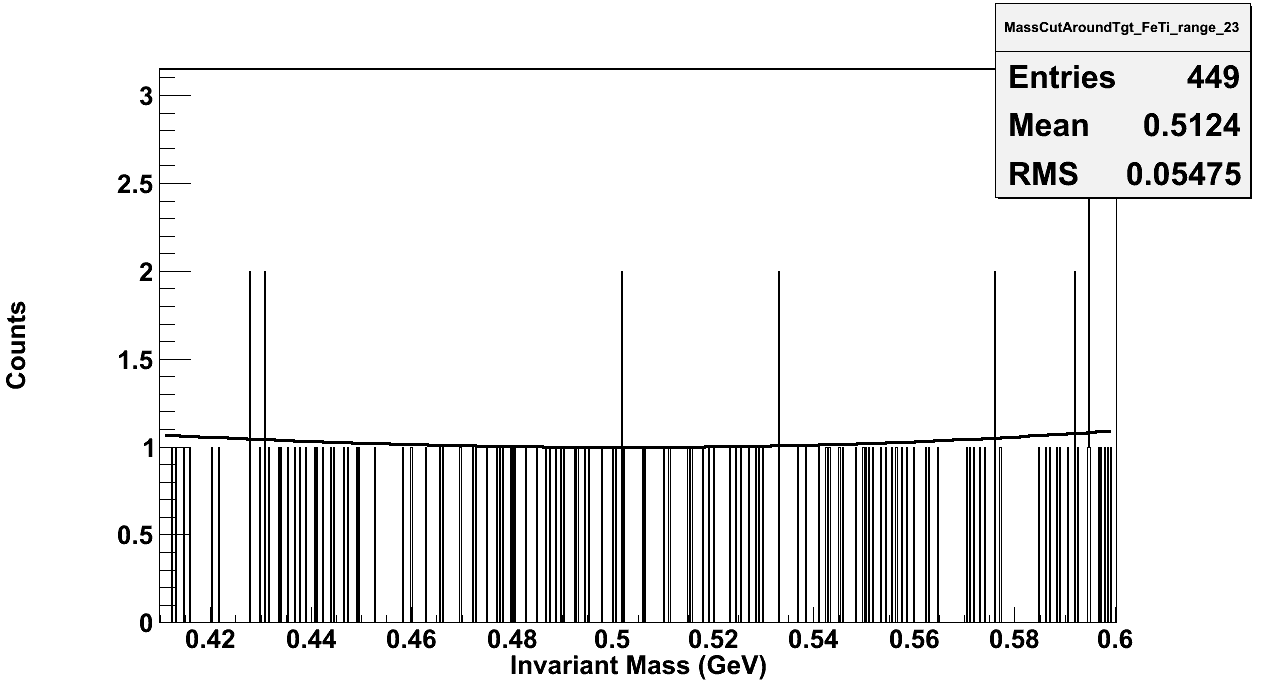 MassCutAroundTgt_FeTi_range_23
Entries 449
Mean 0.5124
RMS 0.05475
3
2.5
2
1.5
1
0.5
0
Counts
0.42 0.44 0.46 0.48 0.5 0.52 0.54 0.56 0.58 0.6
Invariant Mass (GeV)